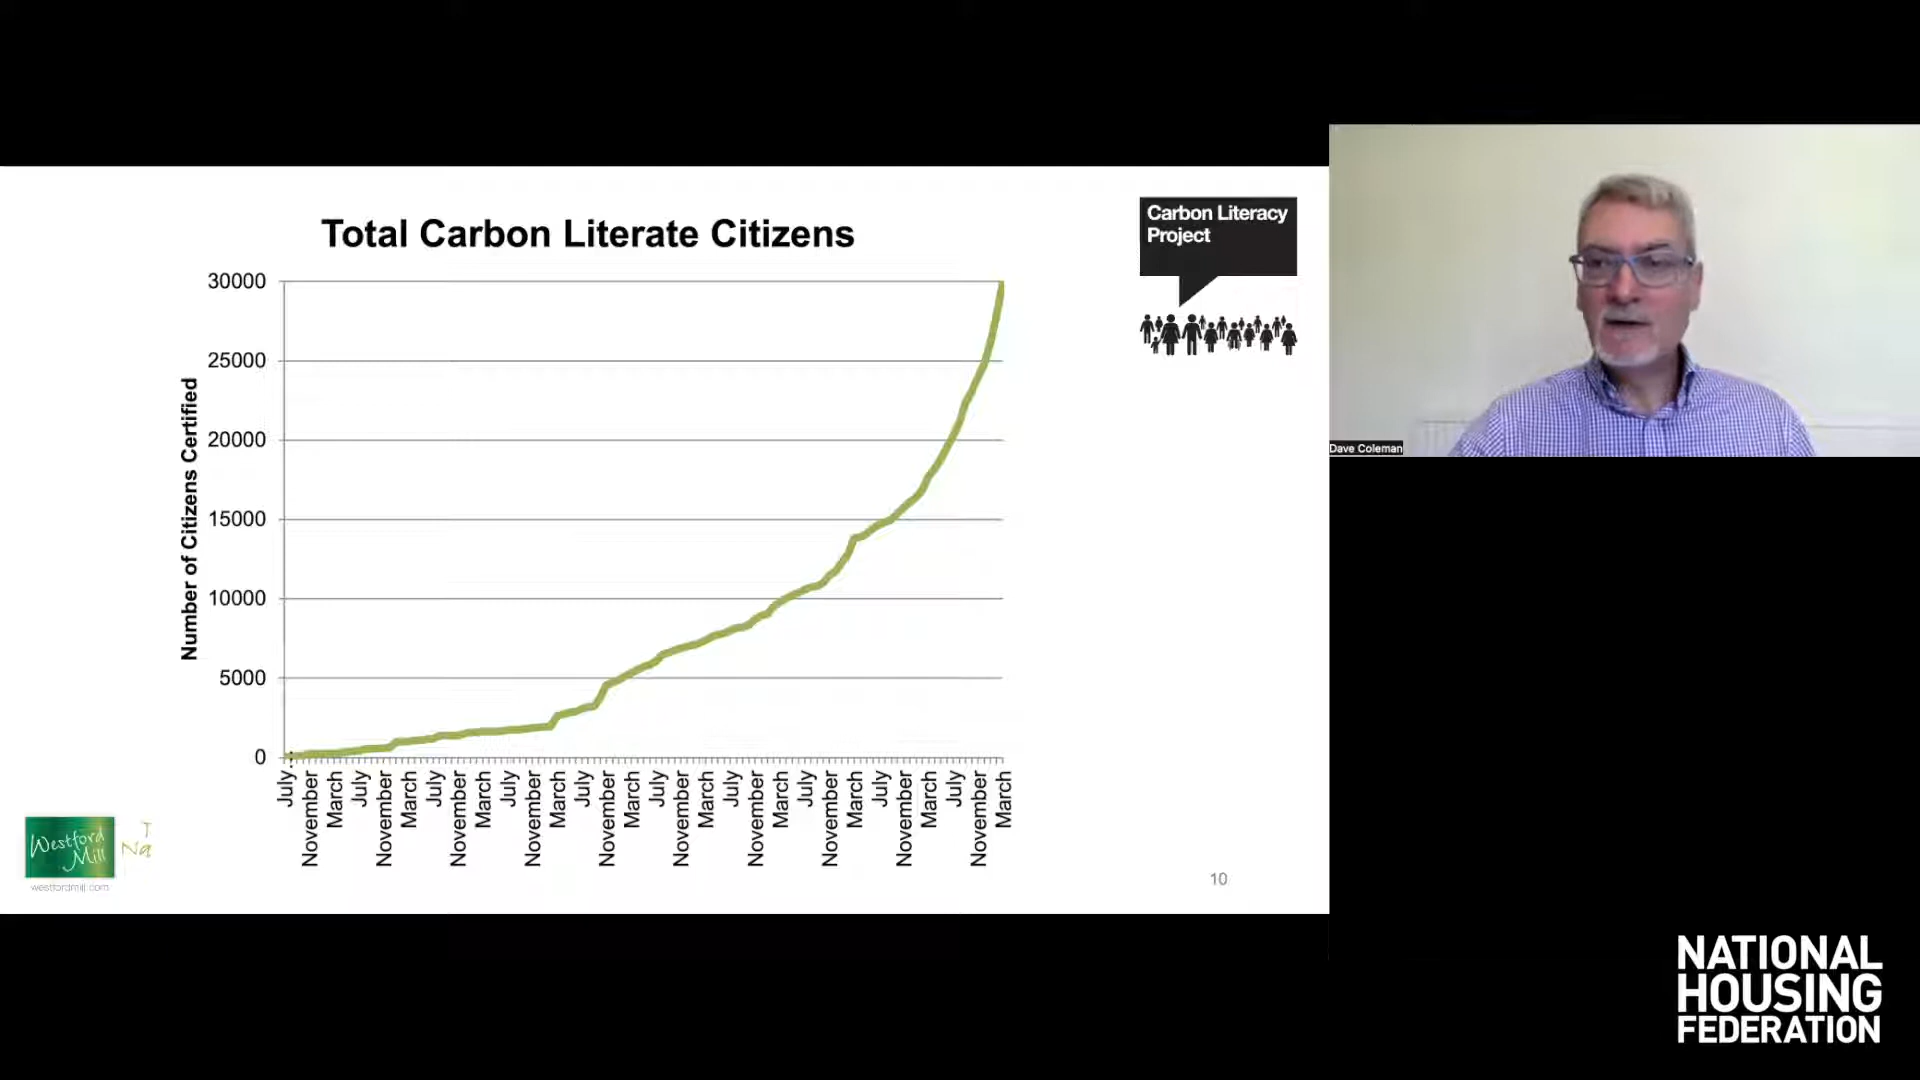 Total Carbon Literate Citizens
Carbon Literacy
Project
Number of Citizens Certified
30000
25000
20000
15000
10000
5000
0
July
November
March
July
November
March
July
November
March
July
November
March
July
November
March
July
November
March
July
November
March
July
November
March
July
November
March
July
November
March
Westford
Mill
westfordmill.com
T
Na
10
Dave Coleman
NATIONAL
HOUSING
FEDERATION